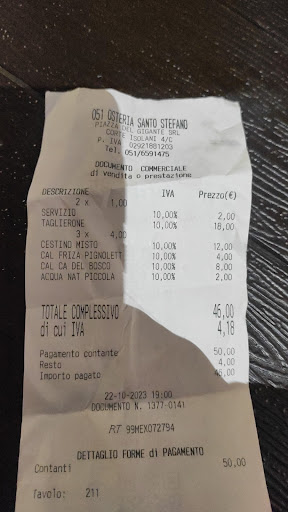 051 OSTERIA SANTO STEFANO
PIAZZA DEL GIGANTE SRL
CORTE ISOLANI 4/C
P. IVA 02921881203
Tel. 051/6591475
DOCUMENTO COMMERCIALE
di vendita o prestazione
DESCRIZIONE IVA Prezzo(€)
2 x 1,00
SERVIZIO 10,00% 2,00
TAGLIERONE 10,00% 18,00
3 x 4,00
CESTINO MISTO 10,00% 12,00
CAL FRIZA PIGNOLETT 10,00% 4,00
CAL CA DEL BOSCO 10,00% 8,00
ACQUA NAT PICCOLA 10,00% 2,00
TOTALE COMPLESSIVO 46,00
di cui IVA 4,18
Pagamento contante 50,00
Resto 4,00
Importo pagato 46,00
22-10-2023 19:00
DOCUMENTO N. 1377-0141
RT 99MEX072794
DETTAGLIO FORME di PAGAMENTO
Contanti 50,00
Tavolo: 211